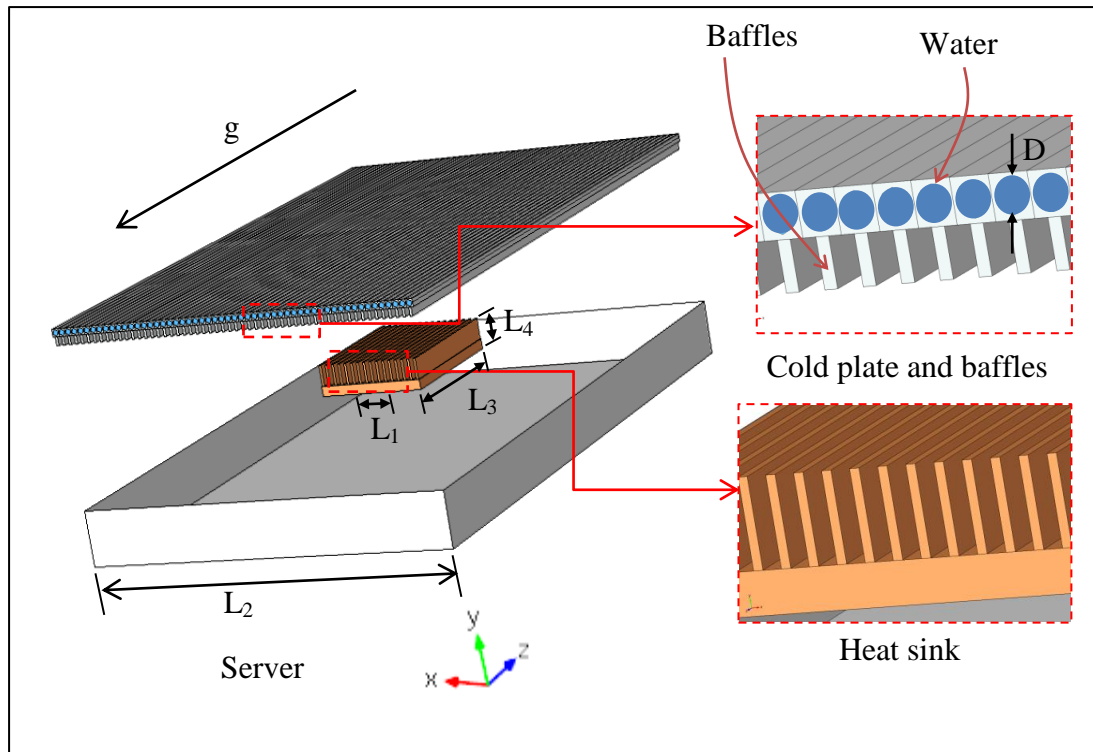 Baffles
Water
g
D
L4
L3
Cold plate and baffles
L1
L2
y
z
x
Server
Heat sink